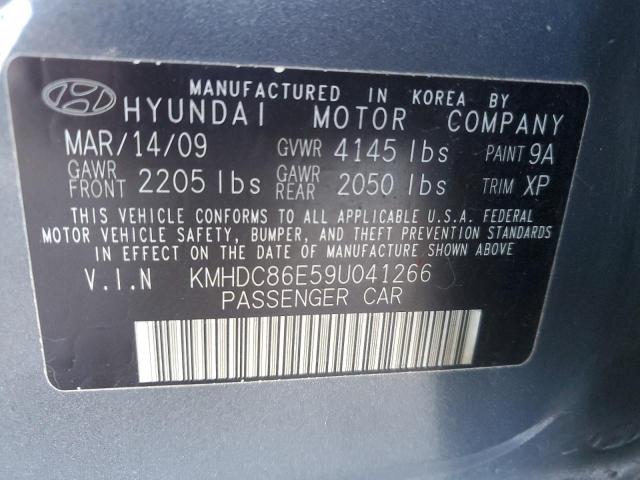 MANUFACTURED IN KOREA BY
HYUNDAI MOTOR COMPANY
MAR/14/09 GVWR 4145 lbs PAINT 9A
GAWR FRONT 2205 lbs GAWR REAR 2050 lbs TRIM XP
THIS VEHICLE CONFORMS TO ALL APPLICABLE U.S.A. FEDERAL
MOTOR VEHICLE SAFETY, BUMPER, AND THEFT PREVENTION STANDARDS
IN EFFECT ON THE DATE OF MANUFACTURE SHOWN ABOVE.
V.I.N KMHDC86E59U041266
PASSENGER CAR